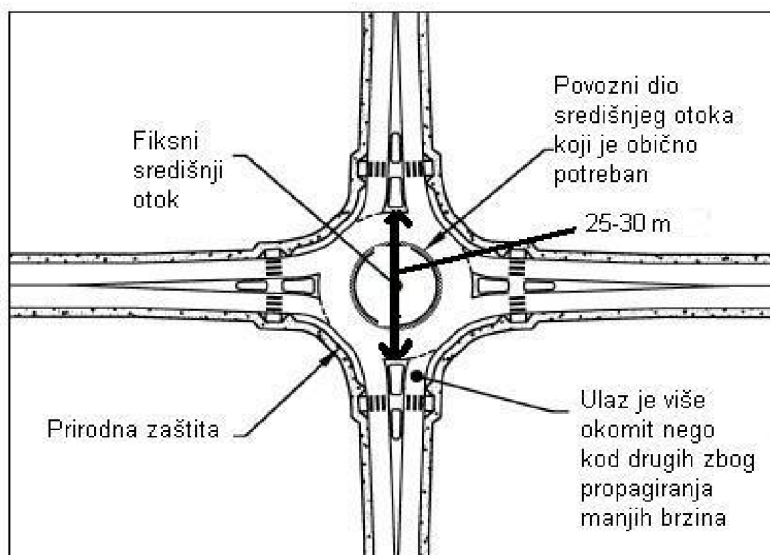 Fiksni
središnji
otok
Povozni dio
središnjeg otoka
koji je obično
potreban
25-30 m
Prirodna zaštita
Ulaz je više
okomit nego
kod drugih zbog
propagiranja
manjih brzina